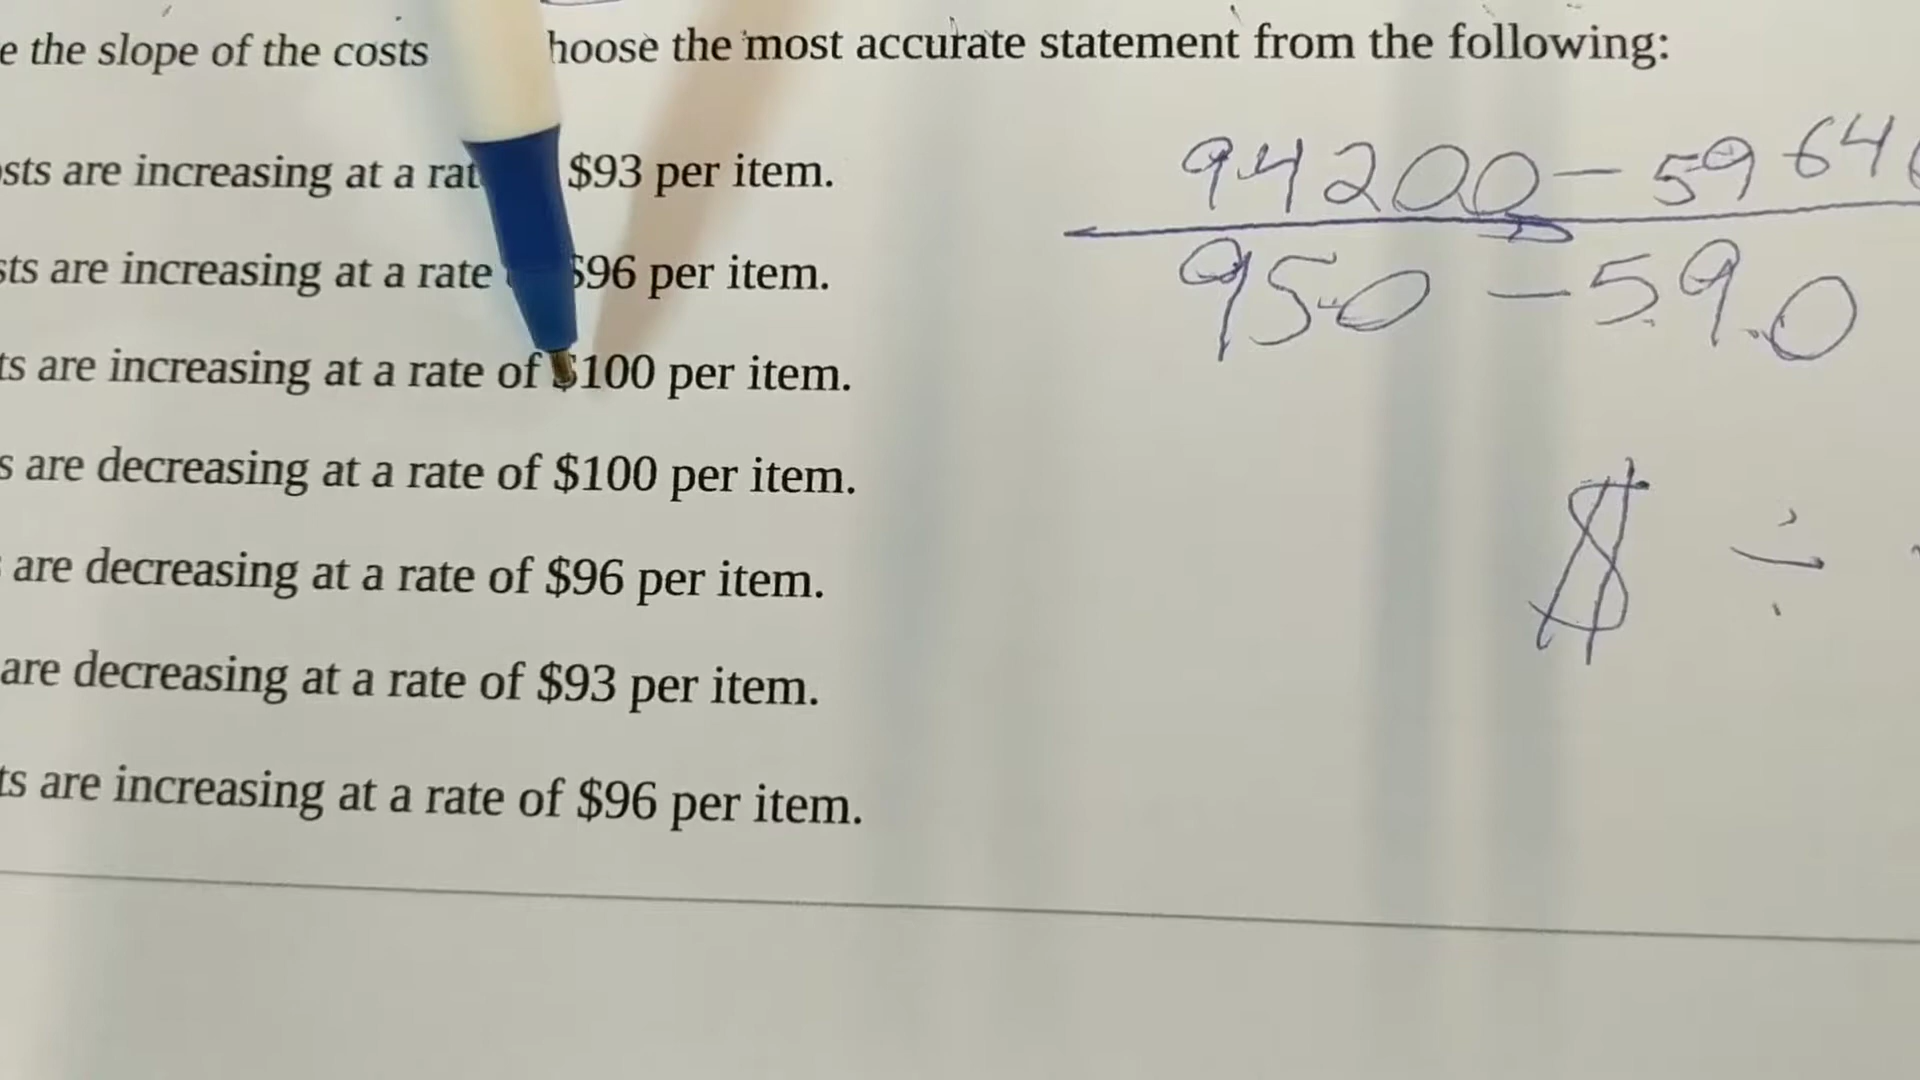 e the slope of the costs hoose the most accurate statement from the following:
sts are increasing at a rat $93 per item.
sts are increasing at a rate $96 per item.
ts are increasing at a rate of $100 per item.
s are decreasing at a rate of $100 per item.
are decreasing at a rate of $96 per item.
are decreasing at a rate of $93 per item.
ts are increasing at a rate of $96 per item.
94200 - 5964
950 - 590
$ ÷